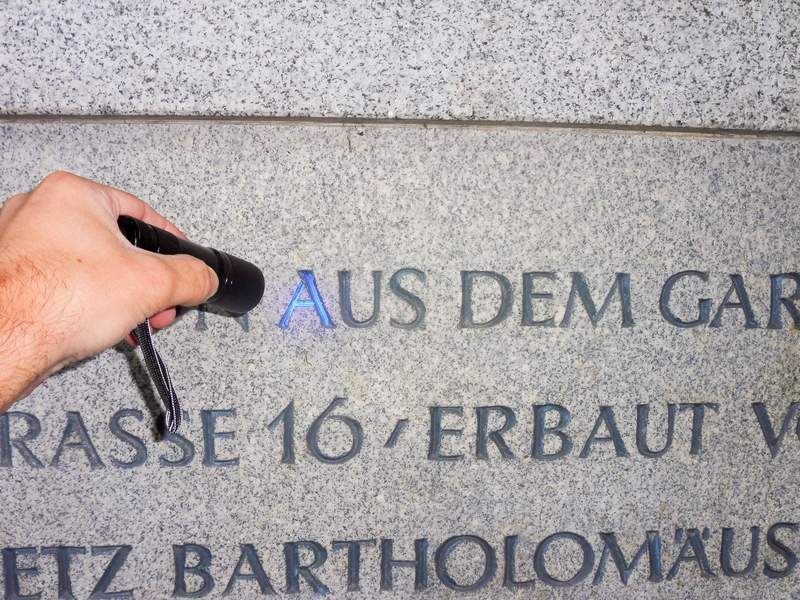 N AUS DEM GAR
RASSE 16, ERBAUT V
ETZ BARTHOLOMÄUS